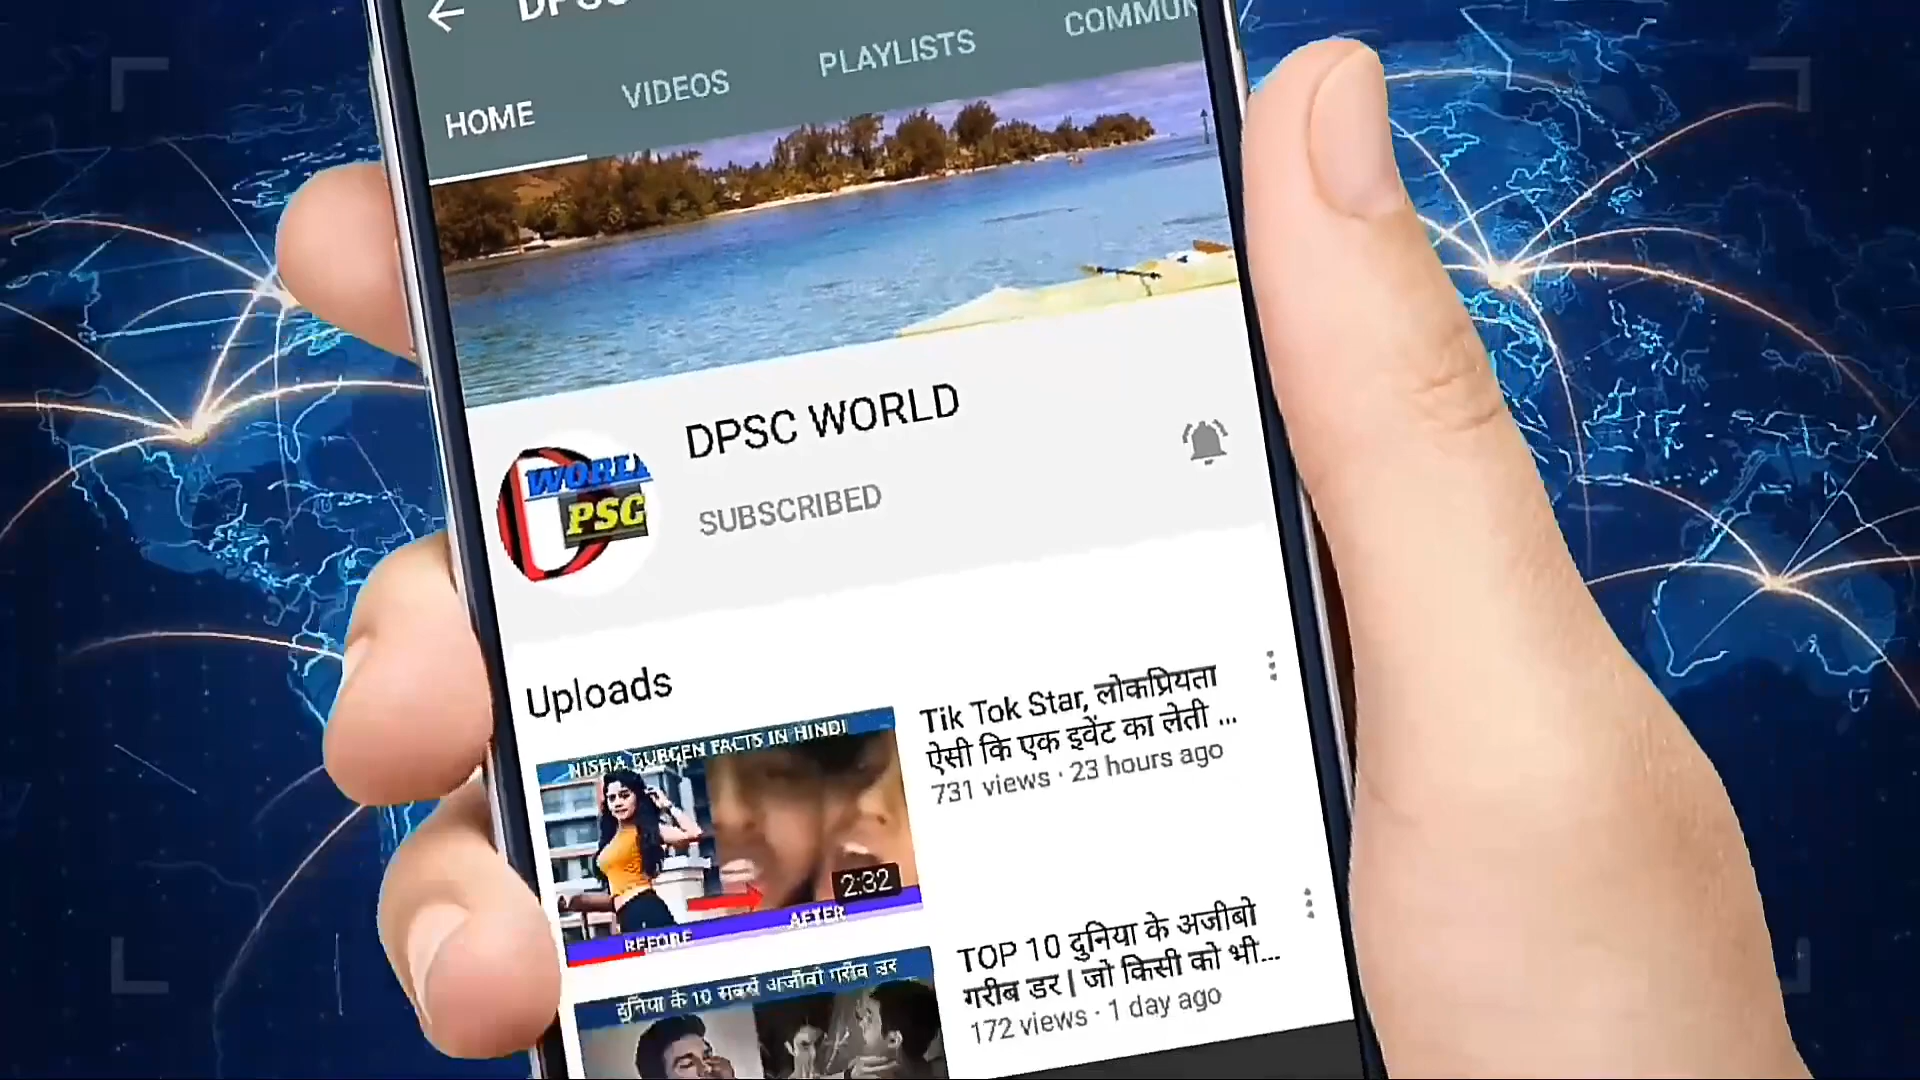 HOME
VIDEOS
PLAYLISTS
DPSC WORLD
SUBSCRIBED
WORLD
PSC
Uploads
NISHA GURGEN FACTS IN HINDI
2:32
BEFORE
AFTER
Tik Tok Star, लोकप्रियता
ऐसी कि एक इवेंट का लेती ...
731 views · 23 hours ago
दुनिया के 10 सबसे अजीबो गरीब डर
TOP 10 दुनिया के अजीबो
गरीब डर | जो किसी को भी...
172 views · 1 day ago